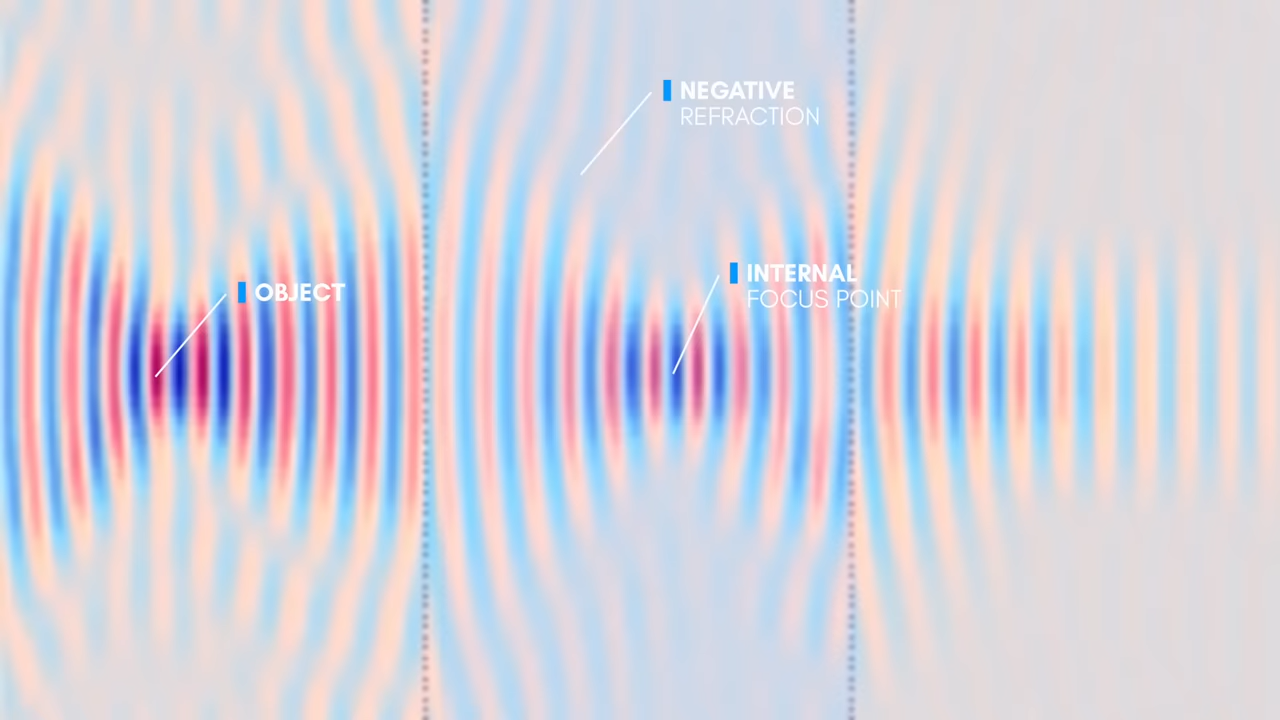 NEGATIVE
REFRACTION
INTERNAL
FOCUS POINT
OBJECT